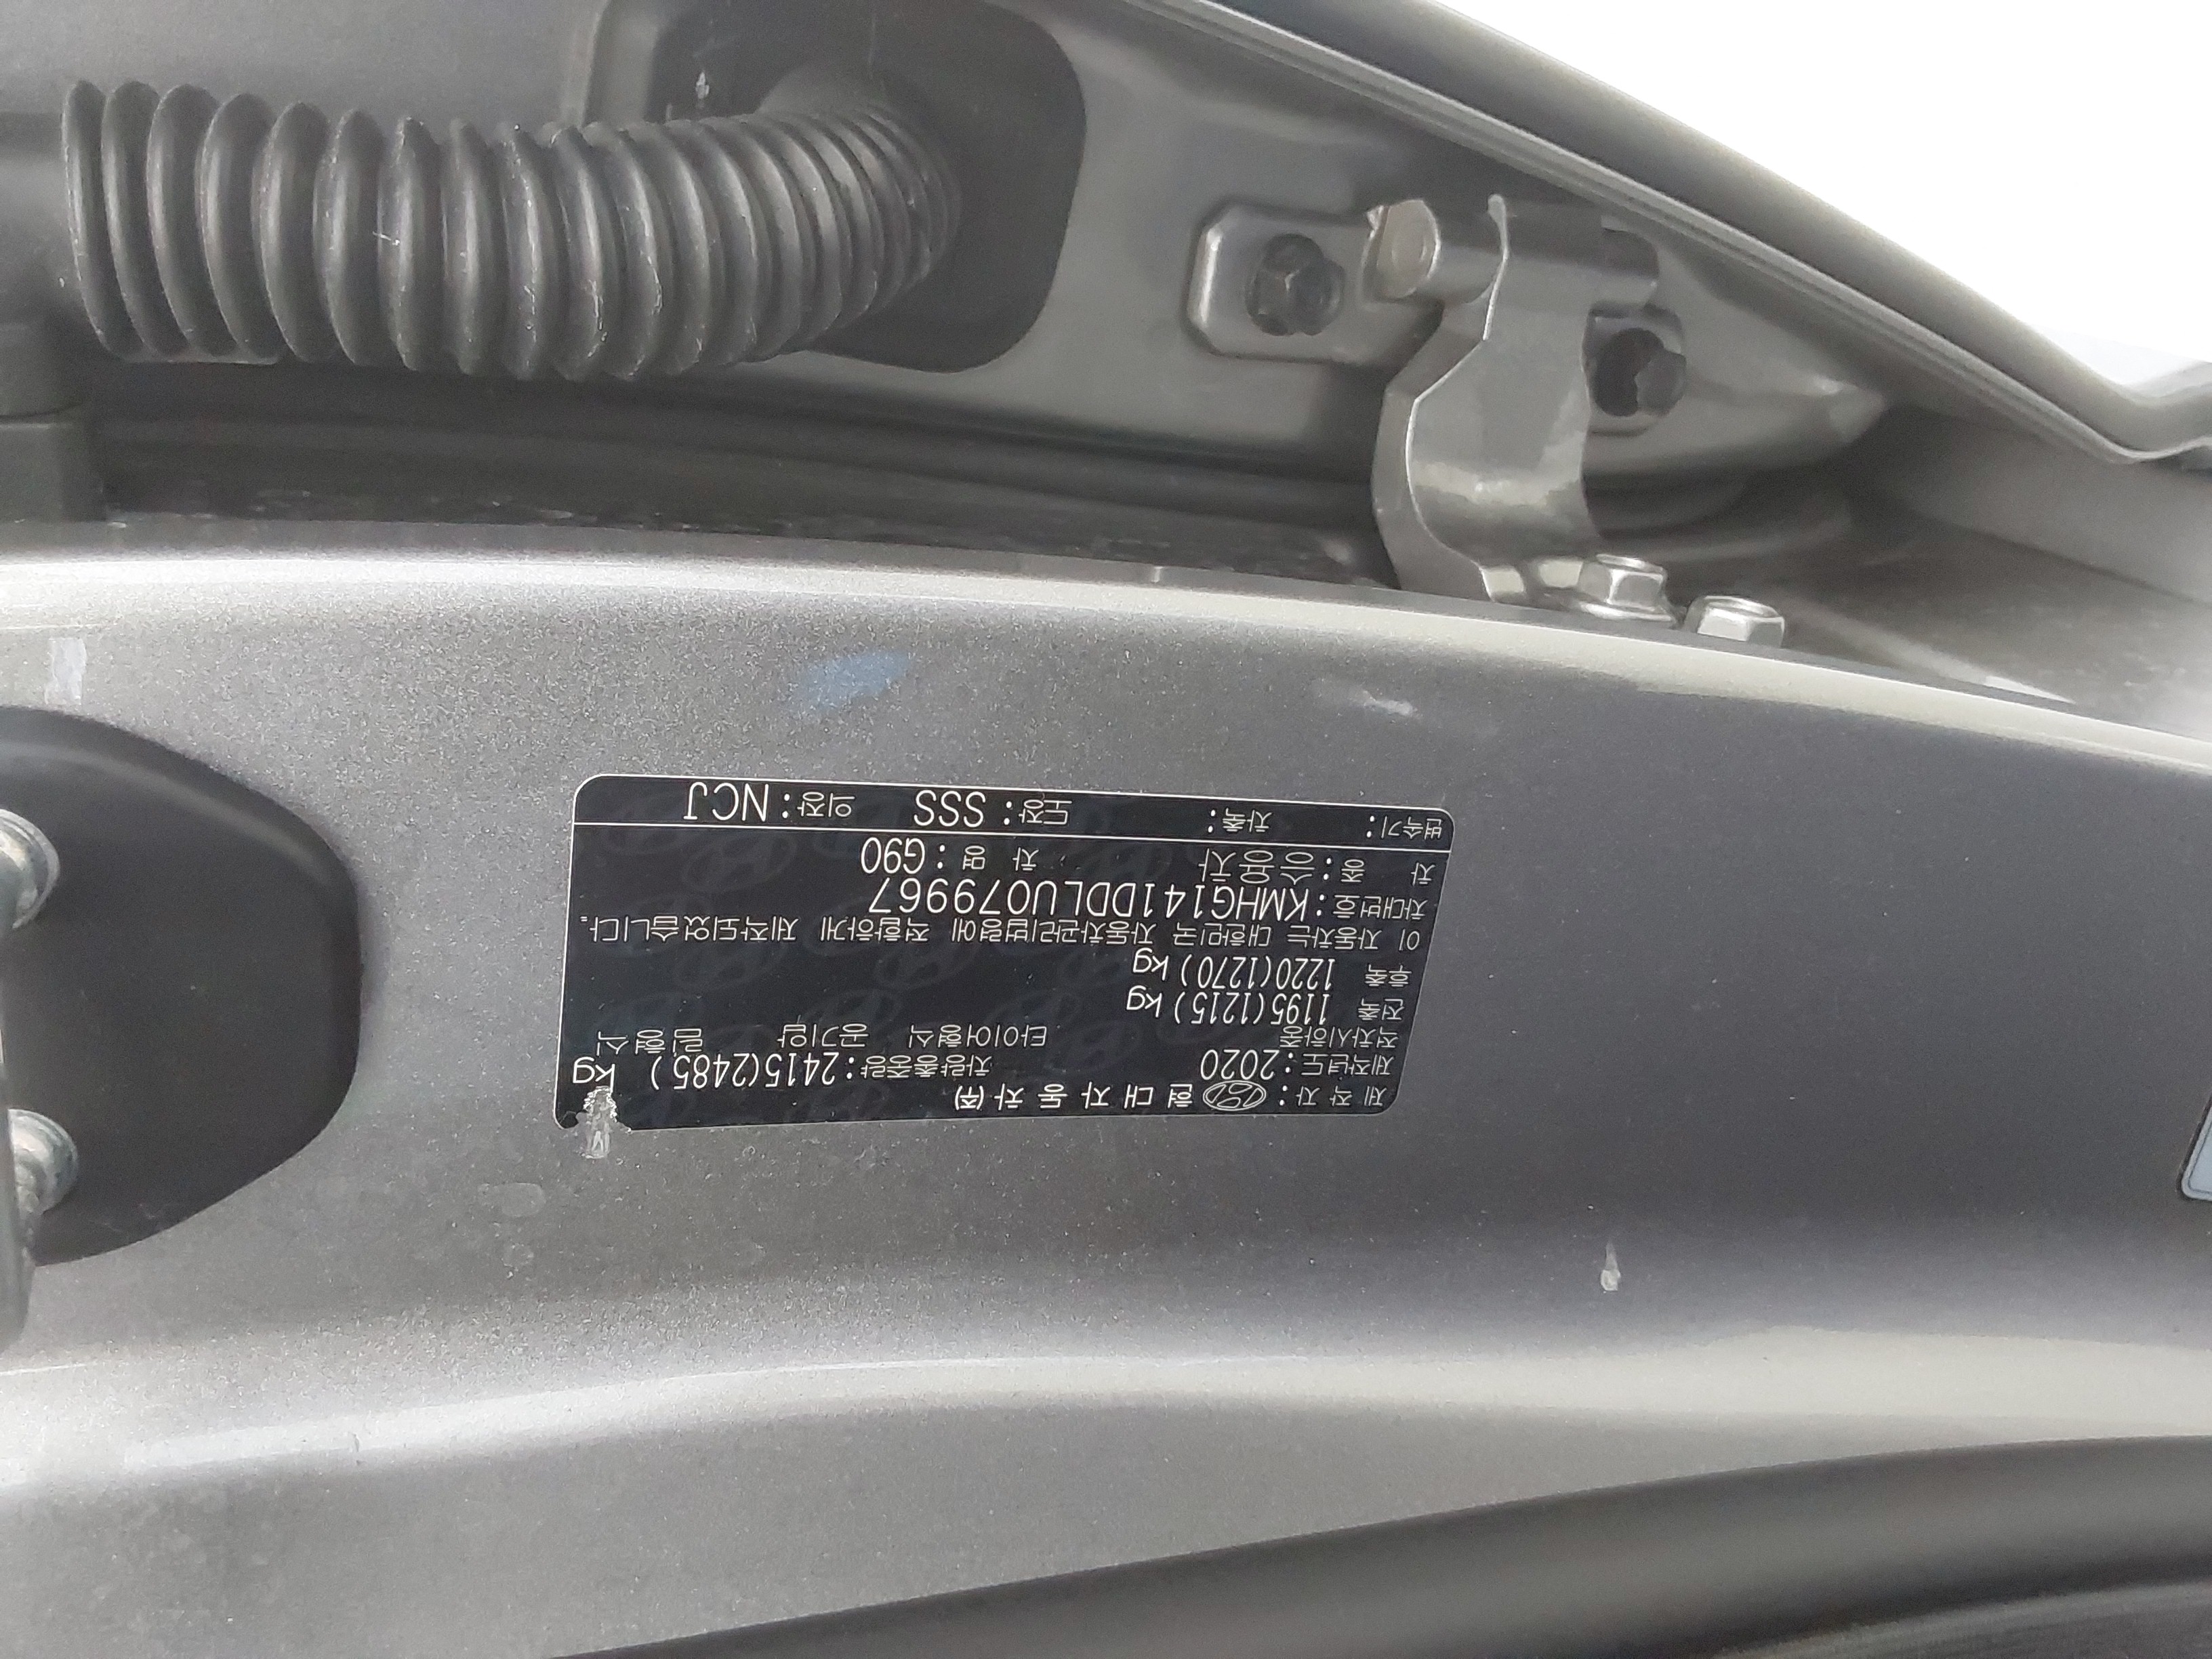 제 작 자 : 현 대 자 동 차 (주)
제작년도 : 2020 차량총중량 : 2415(2485) kg
적차시하중 타이어형식 공기압 림 형식
전축 1195(1215) kg
후축 1220(1270) kg
이 자동차는 대한민국 자동차관리법령에 적합하게 제작되었습니다.
차대번호 : KMHG141DDLU079967
차 종 : 승용차 차 명 : G90
변속기 : 차축 : 도장 : SSS 의장 : NCJ